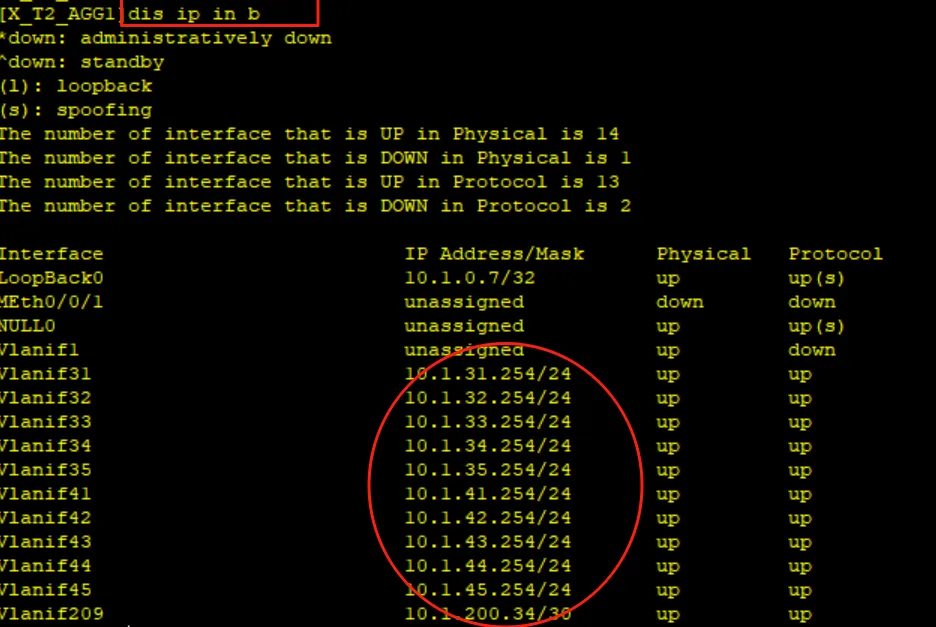 [X_T2_AGG1]dis ip in b
*down: administratively down
^down: standby
(l): loopback
(s): spoofing
The number of interface that is UP in Physical is 14
The number of interface that is DOWN in Physical is 1
The number of interface that is UP in Protocol is 13
The number of interface that is DOWN in Protocol is 2
Interface IP Address/Mask Physical Protocol
LoopBack0 10.1.0.7/32 up up(s)
MEth0/0/1 unassigned down down
NULL0 unassigned up up(s)
Vlanif1 unassigned up down
Vlanif31 10.1.31.254/24 up up
Vlanif32 10.1.32.254/24 up up
Vlanif33 10.1.33.254/24 up up
Vlanif34 10.1.34.254/24 up up
Vlanif35 10.1.35.254/24 up up
Vlanif41 10.1.41.254/24 up up
Vlanif42 10.1.42.254/24 up up
Vlanif43 10.1.43.254/24 up up
Vlanif44 10.1.44.254/24 up up
Vlanif45 10.1.45.254/24 up up
Vlanif209 10.1.200.34/30 up up